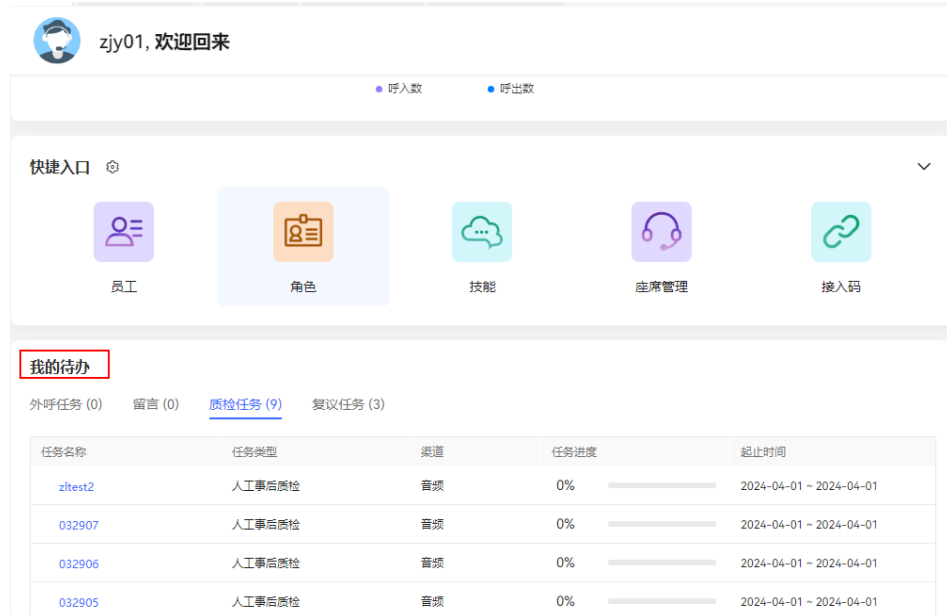 zjy01, 欢迎回来
呼入数 呼出数
快捷入口
员工 角色 技能 座席管理 接入码
我的待办
外呼任务 (0) 留言 (0) 质检任务 (9) 复议任务 (3)
任务名称 任务类型 渠道 任务进度 起止时间
zltest2 人工事后质检 音频 0% 2024-04-01 ~ 2024-04-01
032907 人工事后质检 音频 0% 2024-04-01 ~ 2024-04-01
032906 人工事后质检 音频 0% 2024-04-01 ~ 2024-04-01
032905 人工事后质检 音频 0% 2024-04-01 ~ 2024-04-01